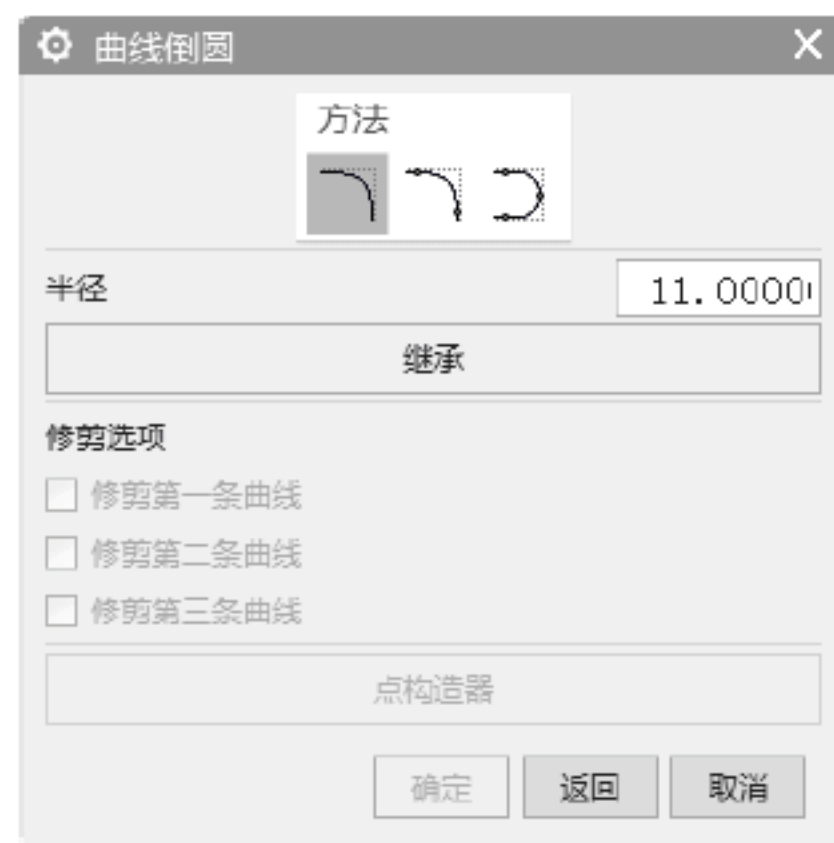 曲线倒圆
方法
半径 11.0000
继承
修剪选项
修剪第一条曲线
修剪第二条曲线
修剪第三条曲线
点构造器
确定 返回 取消